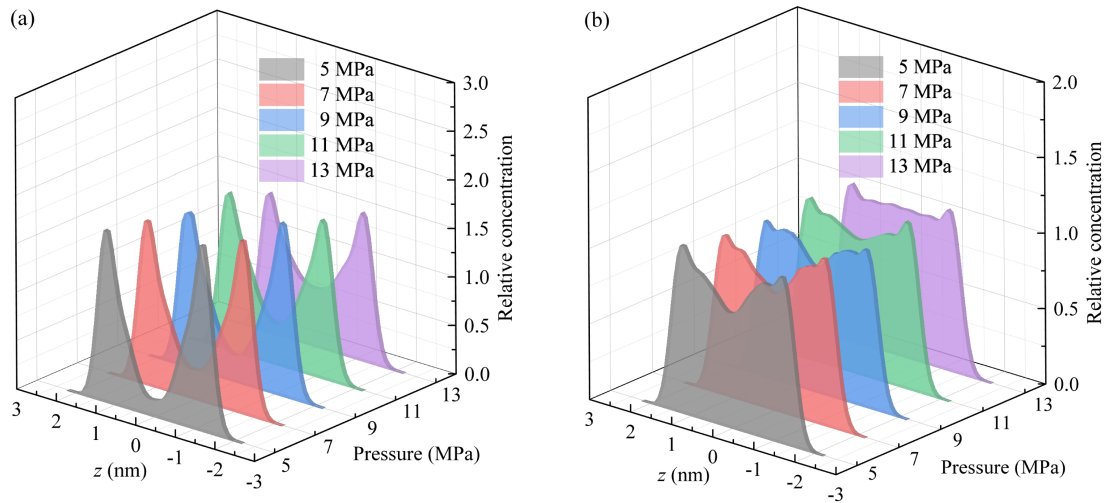 (a)
5 MPa
7 MPa
9 MPa
11 MPa
13 MPa
3.0
2.5
2.0
1.5
1.0
0.5
0.0
Relative concentration
3
2
1
0
-1
-2
-3
z (nm)
5
7
9
11
13
Pressure (MPa)
(b)
5 MPa
7 MPa
9 MPa
11 MPa
13 MPa
2.0
1.5
1.0
0.5
0.0
Relative concentration
3
2
1
0
-1
-2
-3
z (nm)
5
7
9
11
13
Pressure (MPa)